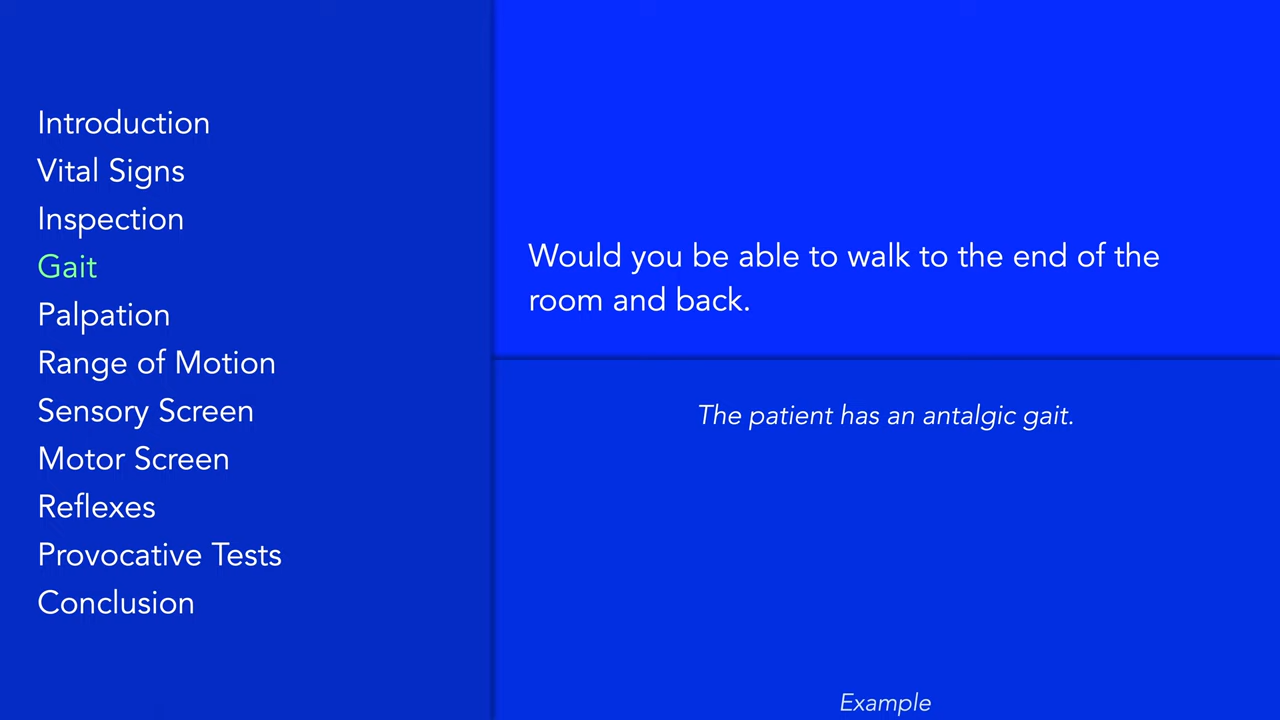 Introduction
Vital Signs
Inspection
Gait
Palpation
Range of Motion
Sensory Screen
Motor Screen
Reflexes
Provocative Tests
Conclusion
Would you be able to walk to the end of the
room and back.
The patient has an antalgic gait.
Example